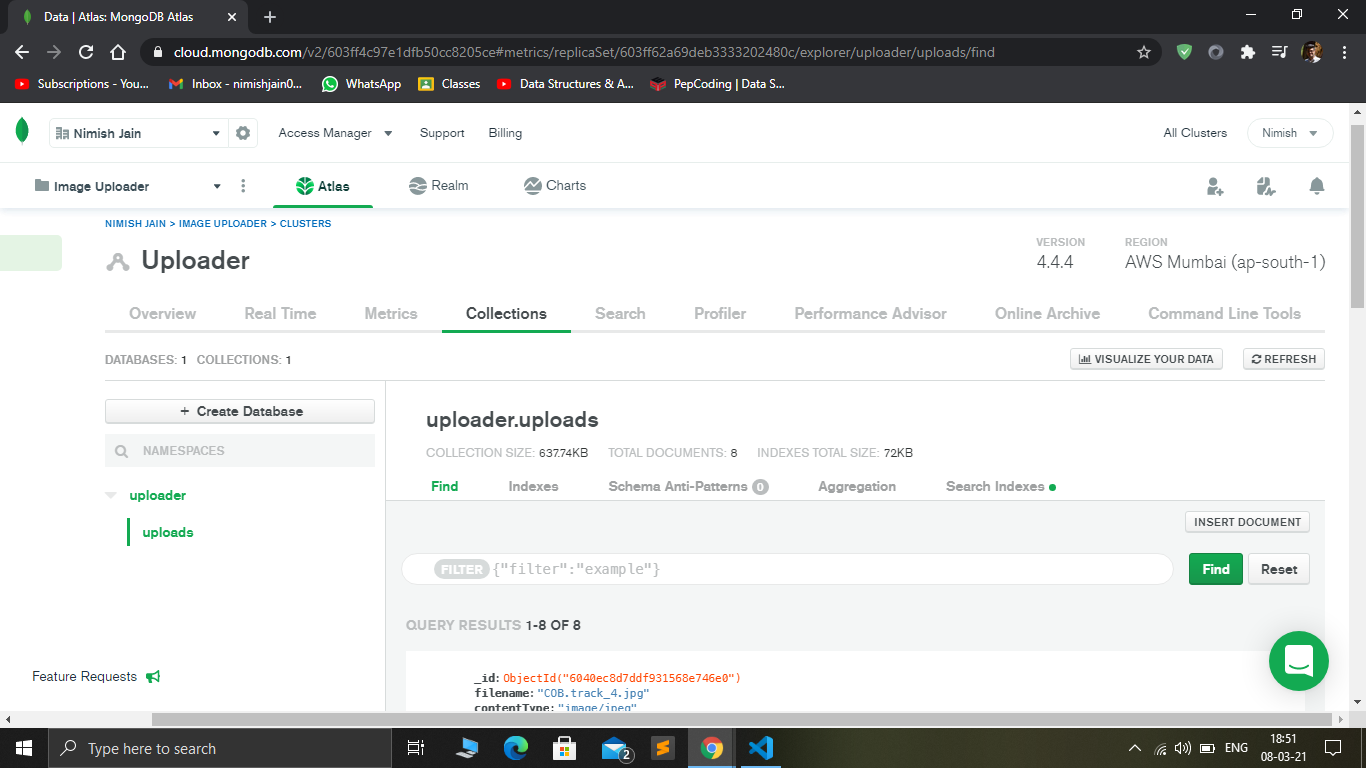 Data | Atlas: MongoDB Atlas
cloud.mongodb.com/v2/603ff4c97e1dfb50cc8205ce#metrics/replicaSet/603ff62a69deb3333202480c/explorer/uploader/uploads/find
Subscriptions - You... Inbox - nimishjain0... WhatsApp Classes Data Structures & A... PepCoding | Data S...
Nimish Jain Access Manager Support Billing All Clusters Nimish
Image Uploader Atlas Realm Charts
NIMISH JAIN > IMAGE UPLOADER > CLUSTERS
VERSION REGION
Uploader 4.4.4 AWS Mumbai (ap-south-1)
Overview Real Time Metrics Collections Search Profiler Performance Advisor Online Archive Command Line Tools
DATABASES: 1 COLLECTIONS: 1 VISUALIZE YOUR DATA REFRESH
+ Create Database
NAMESPACES
uploader
uploads
uploader.uploads
COLLECTION SIZE: 637.74KB TOTAL DOCUMENTS: 8 INDEXES TOTAL SIZE: 72KB
Find Indexes Schema Anti-Patterns 0 Aggregation Search Indexes
INSERT DOCUMENT
FILTER {"filter":"example"} Find Reset
QUERY RESULTS 1-8 OF 8
_id: ObjectId("6040ec8d7ddf931568e746e0")
filename: "COB.track_4.jpg"
contentType: "image/jpeg"
Feature Requests
Type here to search 2 ENG 18:51
08-03-21